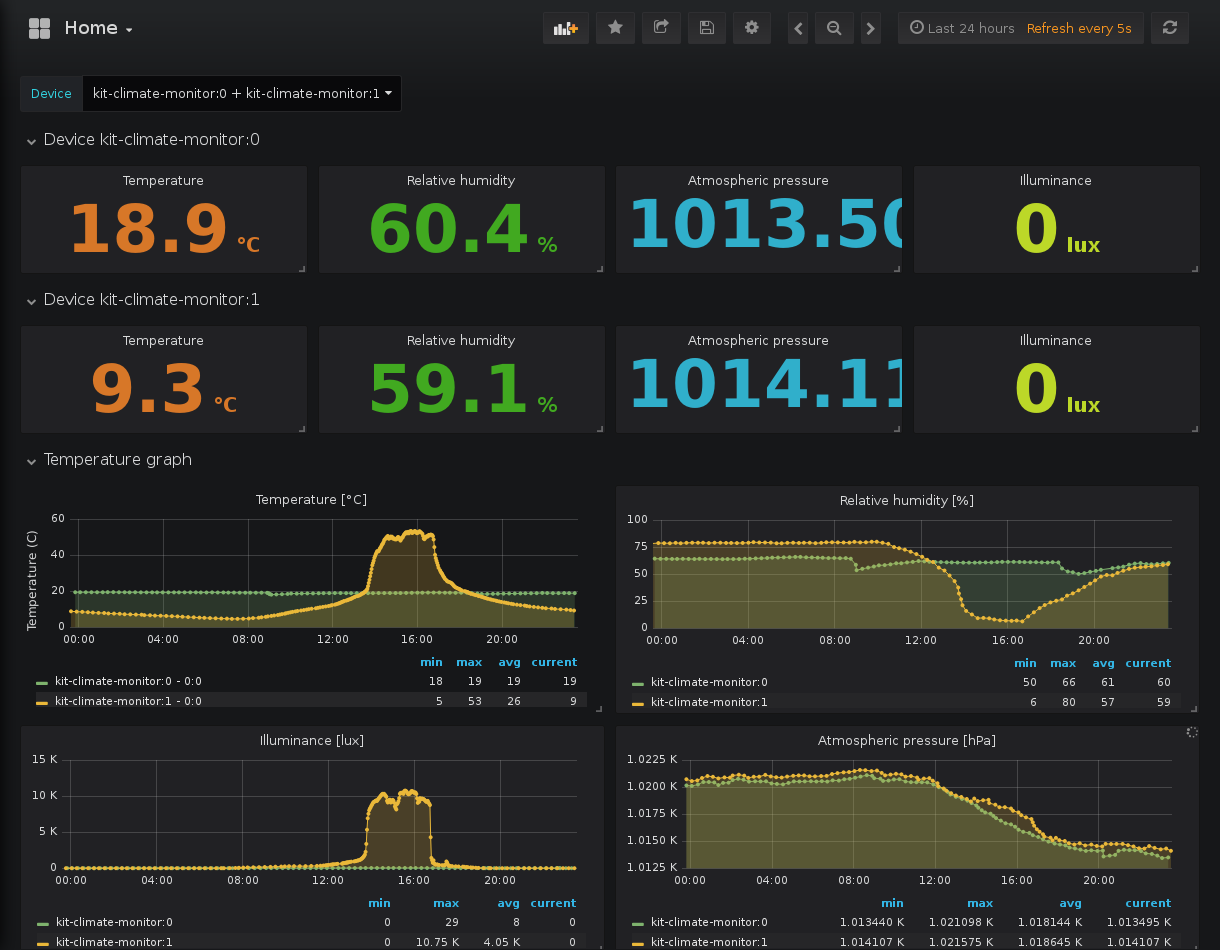 Home
Last 24 hours Refresh every 5s
Device kit-climate-monitor:0 + kit-climate-monitor:1
Device kit-climate-monitor:0
Temperature Relative humidity Atmospheric pressure Illuminance
18.9 °C 60.4 % 1013.50 0 lux
Device kit-climate-monitor:1
Temperature Relative humidity Atmospheric pressure Illuminance
9.3 °C 59.1 % 1014.11 0 lux
Temperature graph
Temperature [°C]
Temperature (C)
60
40
20
0
00:00 04:00 08:00 12:00 16:00 20:00
min max avg current
kit-climate-monitor:0 - 0:0 18 19 19 19
kit-climate-monitor:1 - 0:0 5 53 26 9
Relative humidity [%]
100
75
50
25
0
00:00 04:00 08:00 12:00 16:00 20:00
min max avg current
kit-climate-monitor:0 50 66 61 60
kit-climate-monitor:1 6 80 57 59
Illuminance [lux]
15 K
10 K
5 K
0
00:00 04:00 08:00 12:00 16:00 20:00
min max avg current
kit-climate-monitor:0 0 29 8 0
kit-climate-monitor:1 0 10.75 K 4.05 K 0
Atmospheric pressure [hPa]
1.0225 K
1.0200 K
1.0175 K
1.0150 K
1.0125 K
00:00 04:00 08:00 12:00 16:00 20:00
min max avg current
kit-climate-monitor:0 1.013440 K 1.021098 K 1.018144 K 1.013495 K
kit-climate-monitor:1 1.014107 K 1.021575 K 1.018645 K 1.014107 K